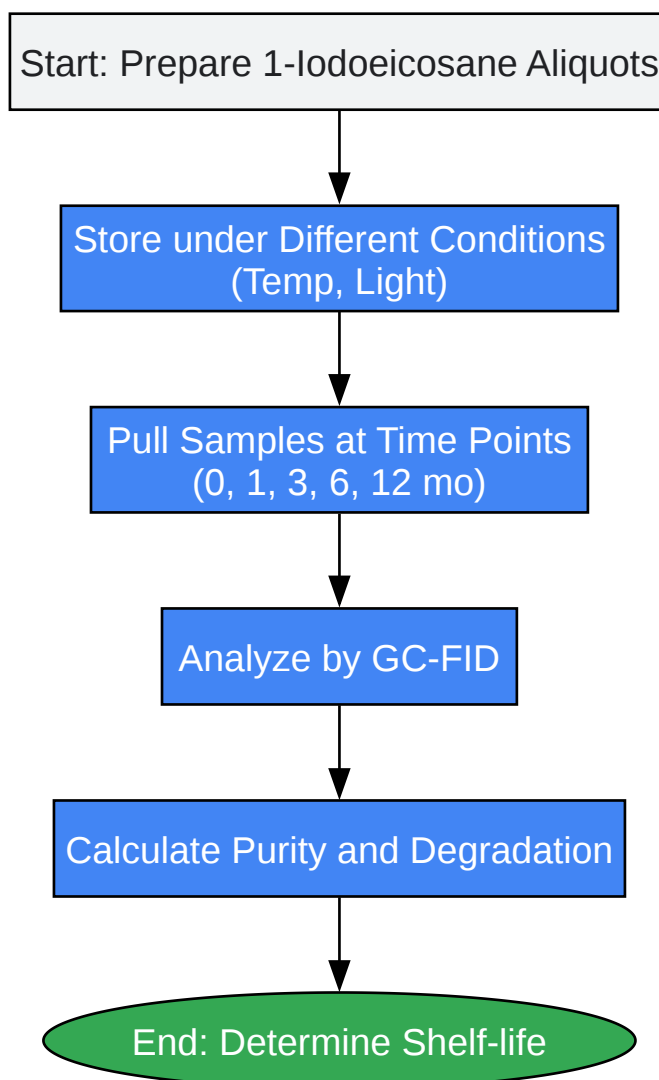 Start: Prepare 1-Iodoeicosane Aliquots
Store under Different Conditions
(Temp, Light)
Pull Samples at Time Points
(0, 1, 3, 6, 12 mo)
Analyze by GC-FID
Calculate Purity and Degradation
End: Determine Shelf-life